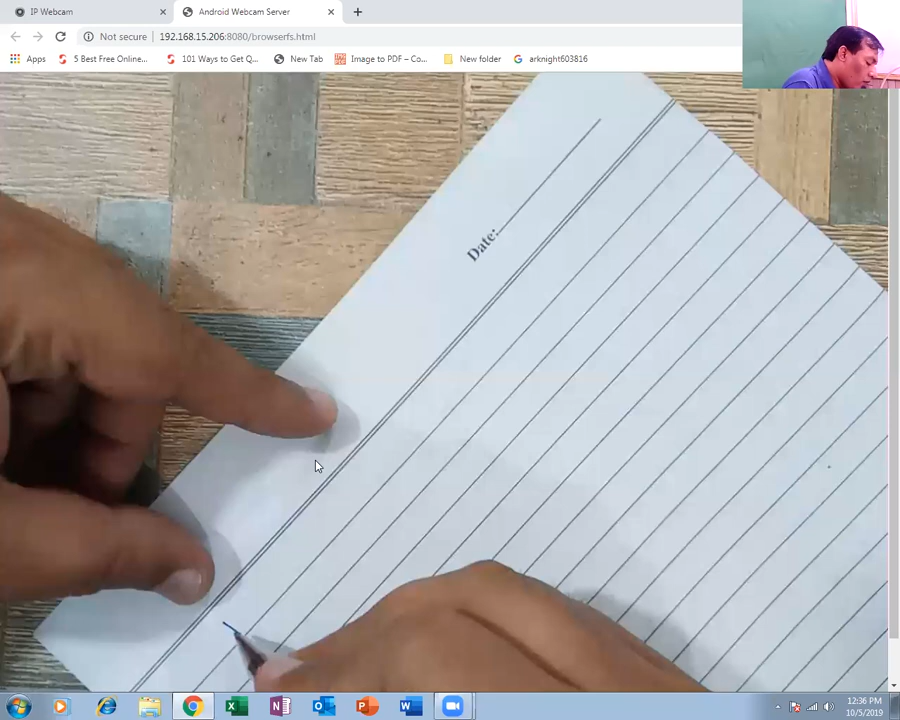 IP Webcam
Android Webcam Server
Not secure
192.168.15.206:8080/browserfs.html
Apps
5 Best Free Online...
101 Ways to Get Q...
New Tab
Image to PDF – Co...
New folder
arknight603816
Date:
12:36 PM
10/5/2019